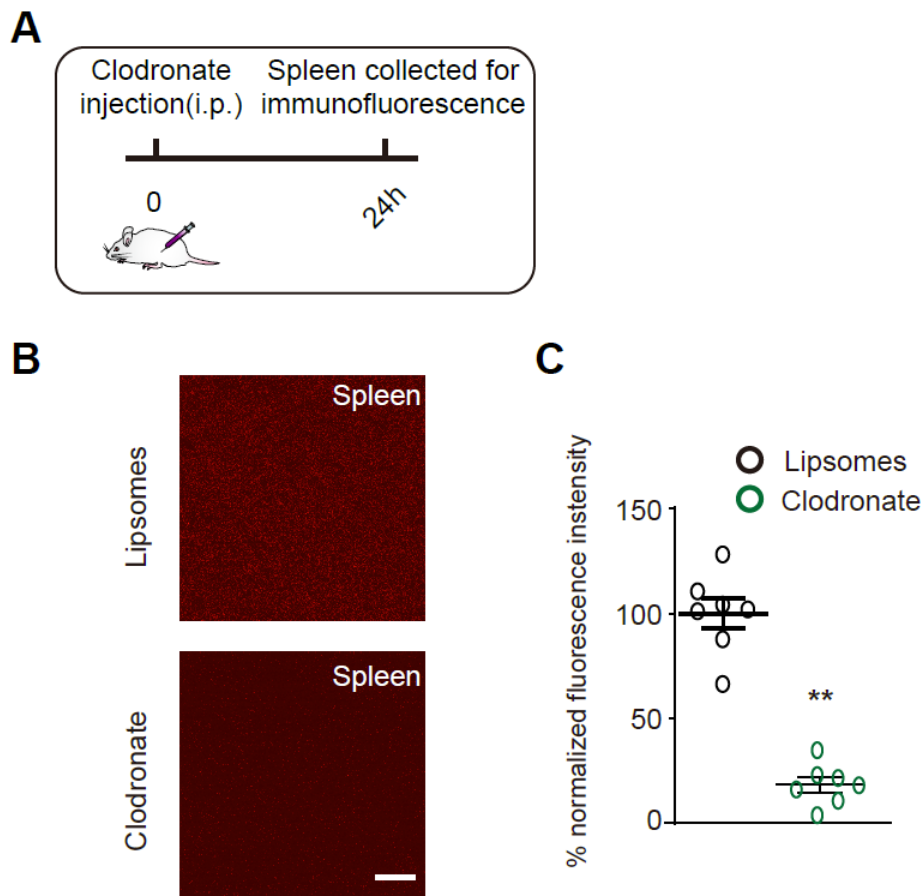 A
Clodronate
injection(i.p.)
Spleen collected for
immunofluorescence
0
24h
B
Lipsomes
Spleen
Clodronate
Spleen
C
% normalized fluorescence instensity
Lipsomes
Clodronate
150
100
50
0
**